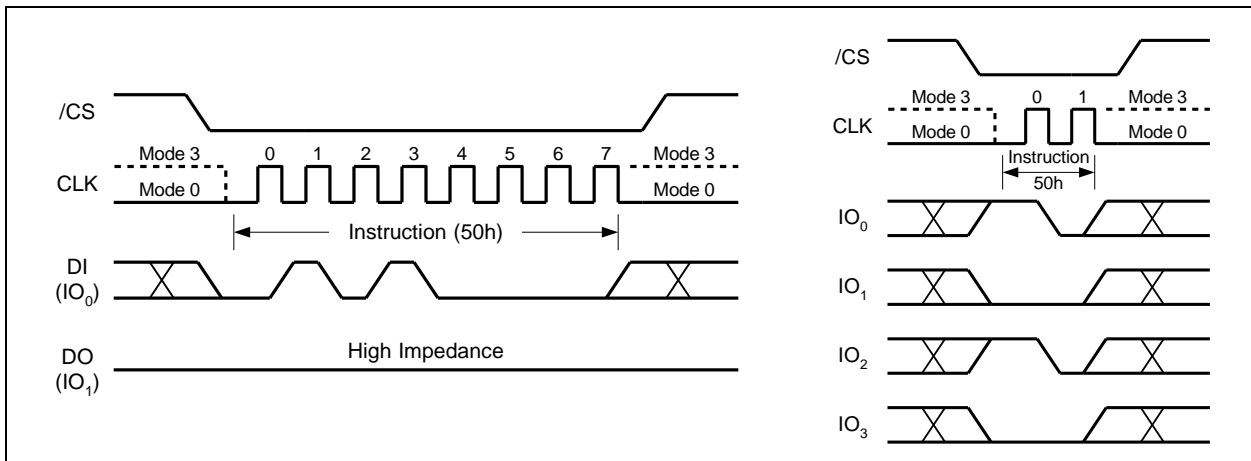 /CS
Mode 3
0 1 2 3 4 5 6 7
Mode 3
CLK
Mode 0
Mode 0
Instruction (50h)
DI
(IO0)
High Impedance
DO
(IO1)
/CS
Mode 3
0 1
Mode 3
CLK
Mode 0
Mode 0
Instruction
50h
IO0
IO1
IO2
IO3